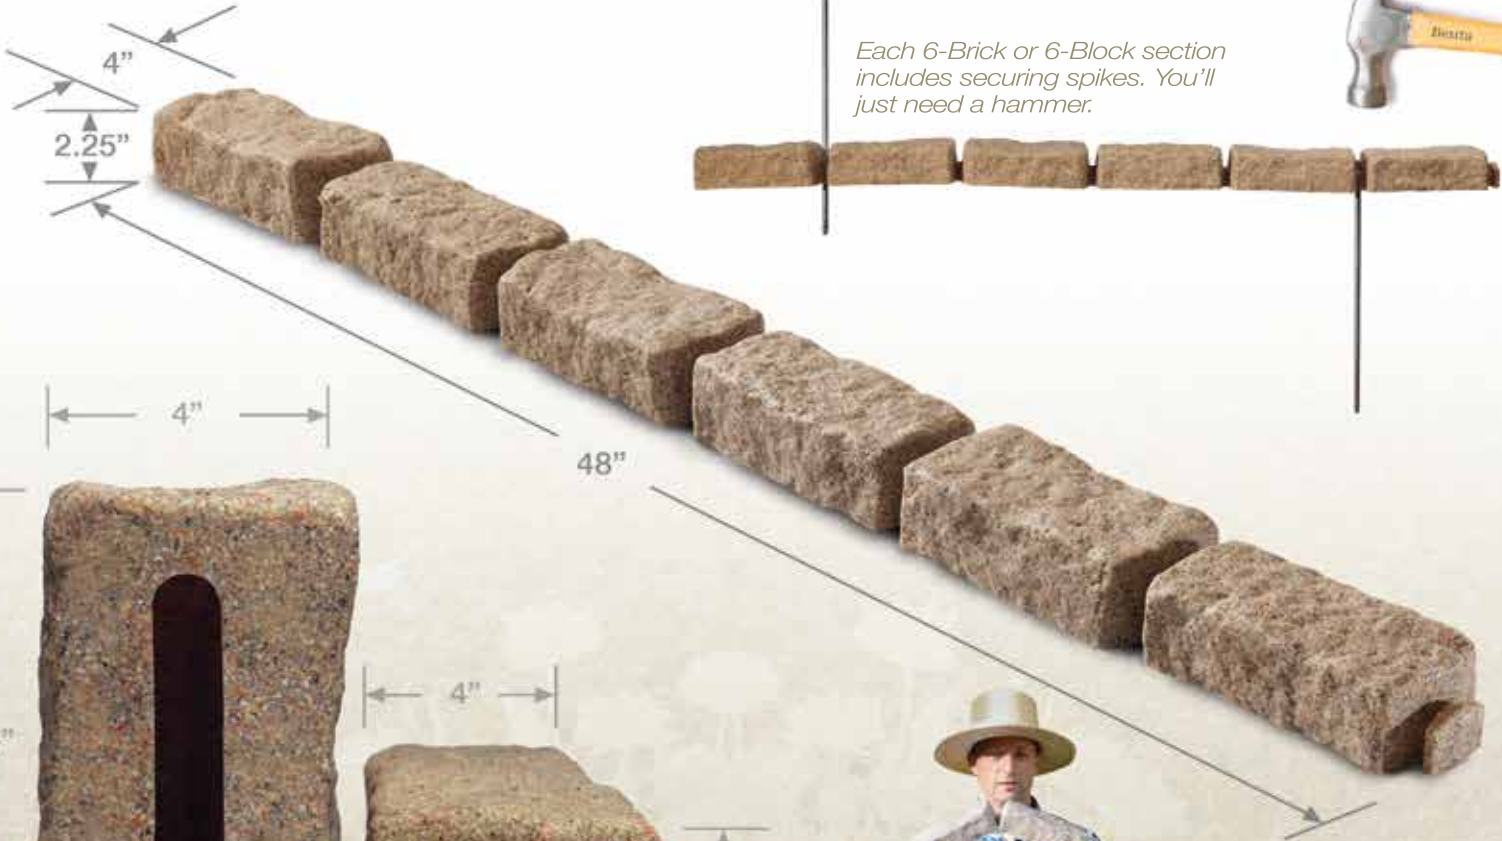 Each 6-Brick or 6-Block section
includes securing spikes. You’ll
just need a hammer.
4”
2.25”
48”
4”
4”
”